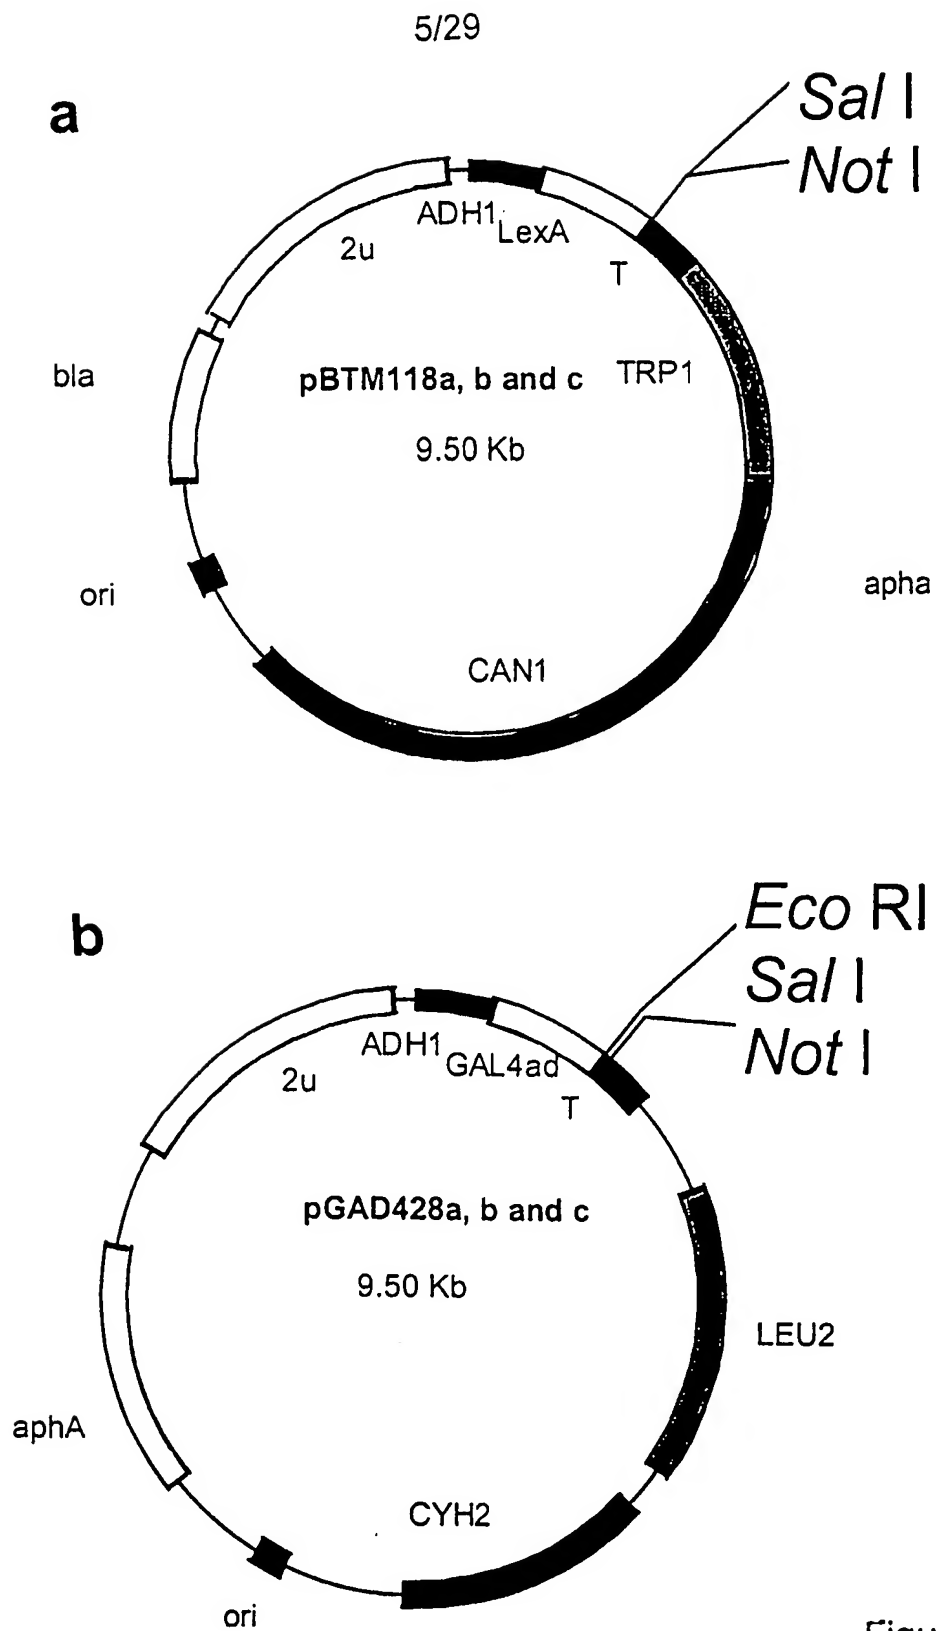 5/29
a
Sal I
Not I
ADH1
LexA
2u
T
bla
pBTM118a, b and c
TRP1
9.50 Kb
ori
apha
CAN1
b
Eco RI
Sal I
Not I
ADH1
GAL4ad
2u
T
pGAD428a, b and c
9.50 Kb
LEU2
aphA
CYH2
ori